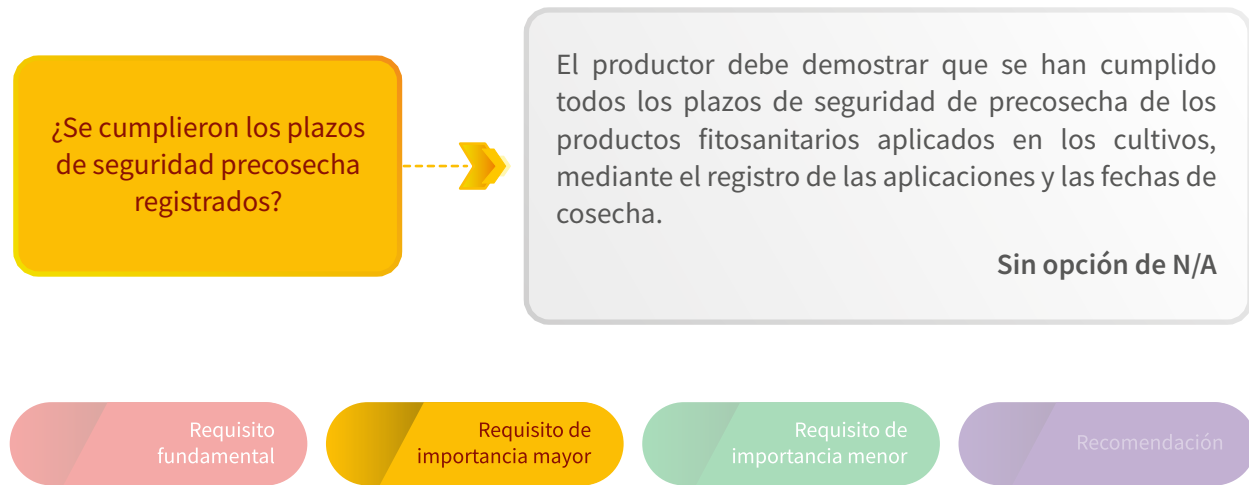 ¿Se cumplieron los plazos
de seguridad precosecha
registrados?
El productor debe demostrar que se han cumplido
todos los plazos de seguridad de precosecha de los
productos fitosanitarios aplicados en los cultivos,
mediante el registro de las aplicaciones y las fechas de
cosecha.
Sin opción de N/A
Requisito
fundamental
Requisito de
importancia mayor
Requisito de
importancia menor
Recomendación